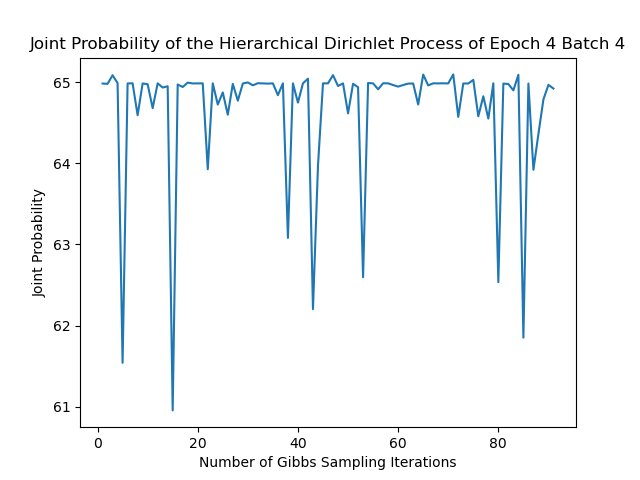 Joint Probability of the Hierarchical Dirichlet Process of Epoch 4 Batch 4
65
64
63
62
61
Joint Probability
0 20 40 60 80
Number of Gibbs Sampling Iterations